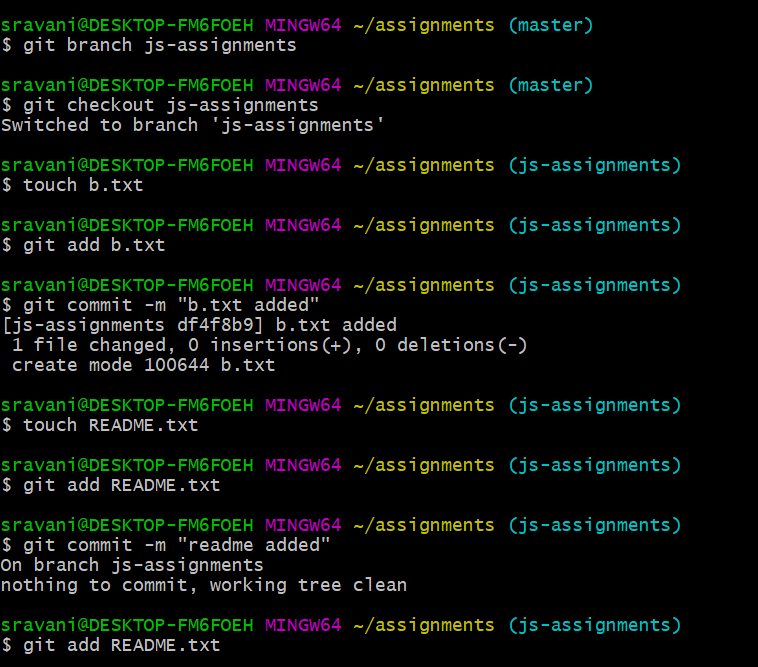 sravani@DESKTOP-FM6FOEH MINGW64 ~/assignments (master)
$ git branch js-assignments
sravani@DESKTOP-FM6FOEH MINGW64 ~/assignments (master)
$ git checkout js-assignments
Switched to branch 'js-assignments'
sravani@DESKTOP-FM6FOEH MINGW64 ~/assignments (js-assignments)
$ touch b.txt
sravani@DESKTOP-FM6FOEH MINGW64 ~/assignments (js-assignments)
$ git add b.txt
sravani@DESKTOP-FM6FOEH MINGW64 ~/assignments (js-assignments)
$ git commit -m "b.txt added"
[js-assignments df4f8b9] b.txt added
 1 file changed, 0 insertions(+), 0 deletions(-)
 create mode 100644 b.txt
sravani@DESKTOP-FM6FOEH MINGW64 ~/assignments (js-assignments)
$ touch README.txt
sravani@DESKTOP-FM6FOEH MINGW64 ~/assignments (js-assignments)
$ git add README.txt
sravani@DESKTOP-FM6FOEH MINGW64 ~/assignments (js-assignments)
$ git commit -m "readme added"
On branch js-assignments
nothing to commit, working tree clean
sravani@DESKTOP-FM6FOEH MINGW64 ~/assignments (js-assignments)
$ git add README.txt